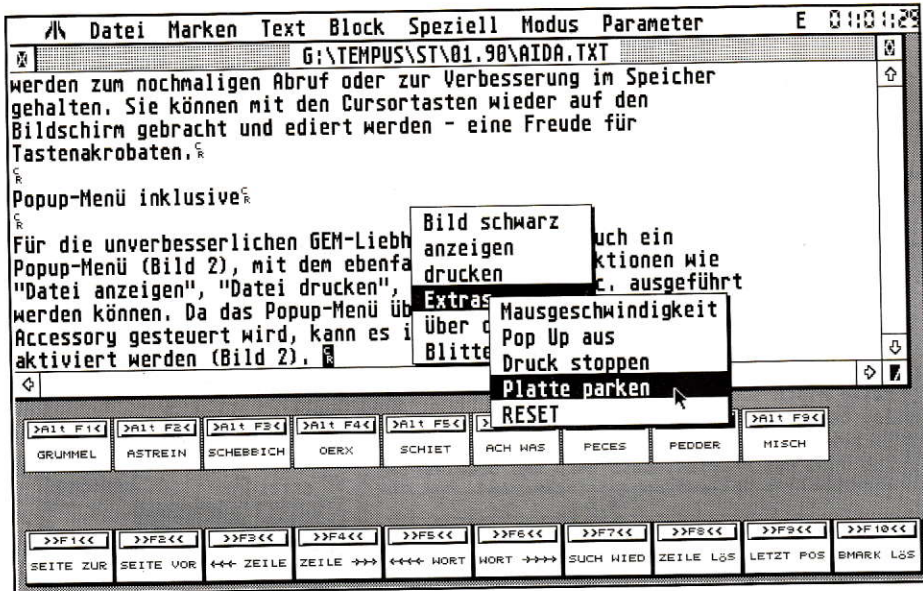 Datei Marken Text Block Speziell Modus Parameter E
G:\TEMPUS\ST\01.90\AIDA.TXT
werden zum nochmaligen Abruf oder zur Verbesserung im Speicher
gehalten. Sie können mit den Cursortasten wieder auf den
Bildschirm gebracht und ediert werden - eine Freude für
Tastenakrobaten.
Popup-Menü inklusive
Für die unverbesserlichen GEM-Liebh uch ein
Popup-Menü (Bild 2), mit dem ebenfa ktionen wie
"Datei anzeigen", "Datei drucken", c. ausgeführt
werden können. Da das Popup-Menü üb
Accessory gesteuert wird, kann es i
aktiviert werden (Bild 2).
Bild schwarz
anzeigen
drucken
Extras
über
Blitte
Mausgeschwindigkeit
Pop Up aus
Druck stoppen
Platte parken
RESET
>Alt F1< >Alt F2< >Alt F3< >Alt F4< >Alt F5< >Alt F9<
GRUMMEL ASTREIN SCHEBBICH OERX SCHIET ACH WAS PECES PEDDER MISCH
>>F1<< >>F2<< >>F3<< >>F4<< >>F5<< >>F6<< >>F7<< >>F8<< >>F9<< >>F10<<
SEITE ZUR SEITE VOR ←←← ZEILE ZEILE →→→ ←←←← WORT WORT →→→→ SUCH WIED ZEILE LöS LETZT POS BMARK LöS